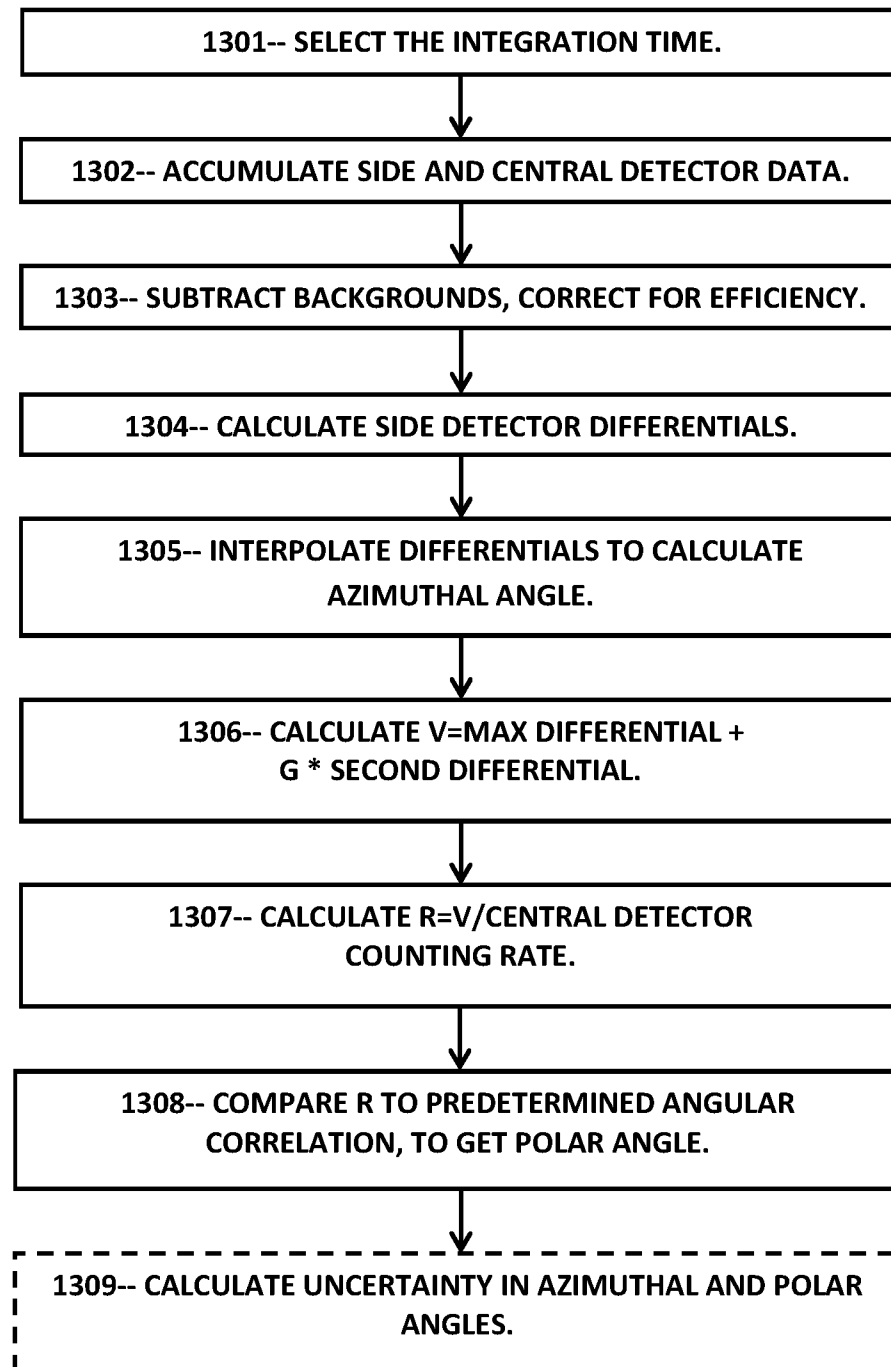 1301-- SELECT THE INTEGRATION TIME.
1302-- ACCUMULATE SIDE AND CENTRAL DETECTOR DATA.
1303-- SUBTRACT BACKGROUNDS, CORRECT FOR EFFICIENCY.
1304-- CALCULATE SIDE DETECTOR DIFFERENTIALS.
1305-- INTERPOLATE DIFFERENTIALS TO CALCULATE
AZIMUTHAL ANGLE.
1306-- CALCULATE V=MAX DIFFERENTIAL +
G * SECOND DIFFERENTIAL.
1307-- CALCULATE R=V/CENTRAL DETECTOR
COUNTING RATE.
1308-- COMPARE R TO PREDETERMINED ANGULAR
CORRELATION, TO GET POLAR ANGLE.
1309-- CALCULATE UNCERTAINTY IN AZIMUTHAL AND POLAR
ANGLES.